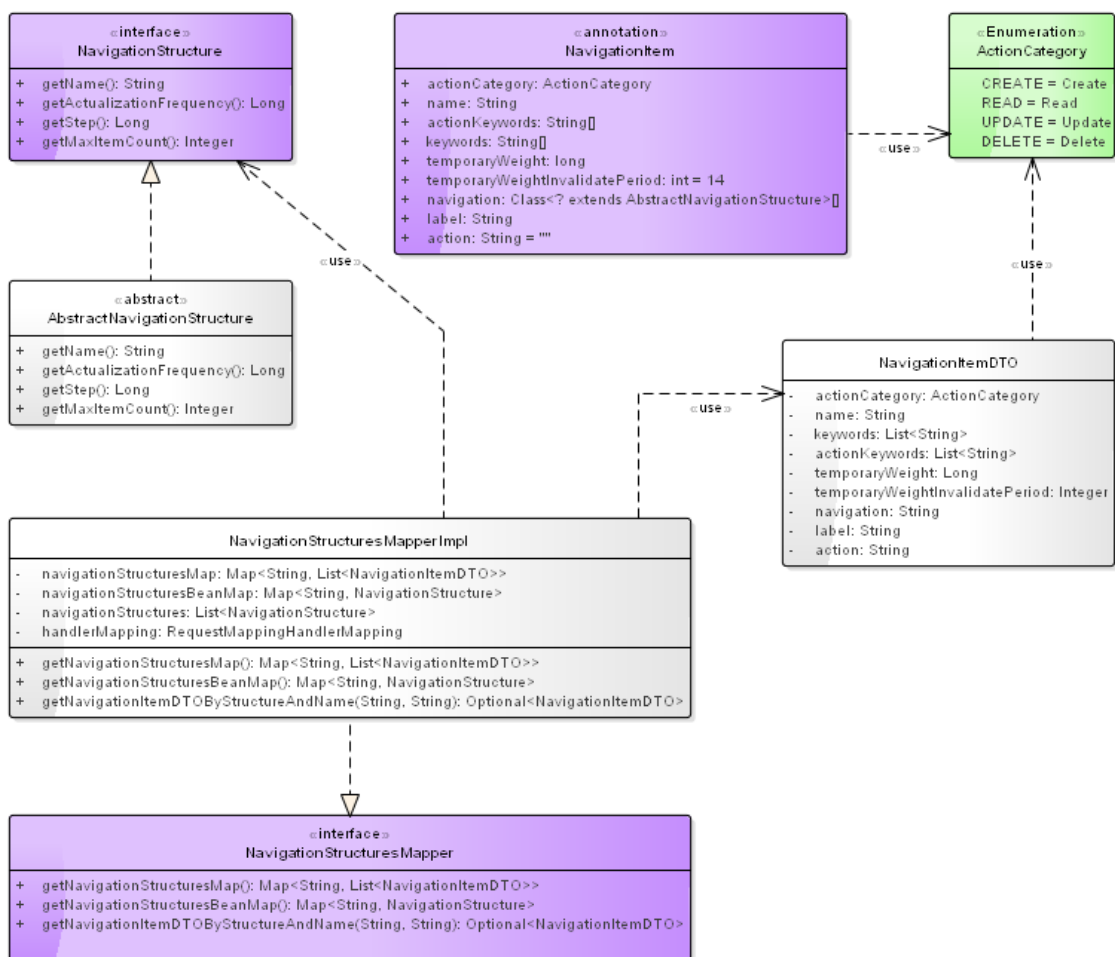 «interface»
NavigationStructure
+ getName(): String
+ getActualizationFrequency(): Long
+ getStep(): Long
+ getMaxItemCount(): Integer
«annotation»
NavigationItem
+ actionCategory: ActionCategory
+ name: String
+ actionKeywords: String[]
+ keywords: String[]
+ temporaryWeight: long
+ temporaryWeightInvalidatePeriod: int = 14
+ navigation: Class<? extends AbstractNavigationStructure>[]
+ label: String
+ action: String = ""
«Enumeration»
ActionCategory
CREATE = Create
READ = Read
UPDATE = Update
DELETE = Delete
«use»
«use»
«use»
«abstract»
AbstractNavigationStructure
+ getName(): String
+ getActualizationFrequency(): Long
+ getStep(): Long
+ getMaxItemCount(): Integer
NavigationItemDTO
- actionCategory: ActionCategory
- name: String
- keywords: List<String>
- actionKeywords: List<String>
- temporaryWeight: Long
- temporaryWeightInvalidatePeriod: Integer
- navigation: String
- label: String
- action: String
«use»
NavigationStructuresMapperImpl
- navigationStructuresMap: Map<String, List<NavigationItemDTO>>
- navigationStructuresBeanMap: Map<String, NavigationStructure>
- navigationStructures: List<NavigationStructure>
- handlerMapping: RequestMappingHandlerMapping
+ getNavigationStructuresMap(): Map<String, List<NavigationItemDTO>>
+ getNavigationStructuresBeanMap(): Map<String, NavigationStructure>
+ getNavigationItemDTOByStructureAndName(String, String): Optional<NavigationItemDTO>
«interface»
NavigationStructuresMapper
+ getNavigationStructuresMap(): Map<String, List<NavigationItemDTO>>
+ getNavigationStructuresBeanMap(): Map<String, NavigationStructure>
+ getNavigationItemDTOByStructureAndName(String, String): Optional<NavigationItemDTO>